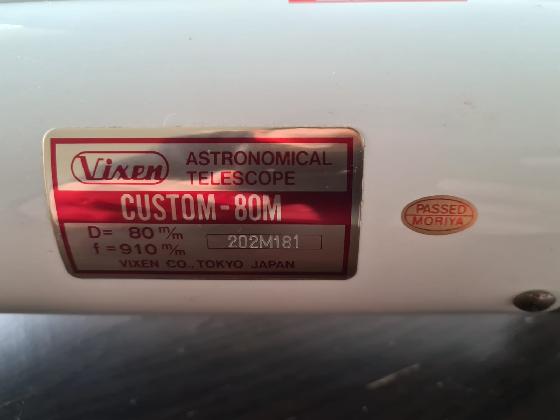 Vixen
ASTRONOMICAL
TELESCOPE
CUSTOM-80M
D= 80 m/m
f=910 m/m
202M181
VIXEN CO., TOKYO JAPAN
PASSED
MORIYA